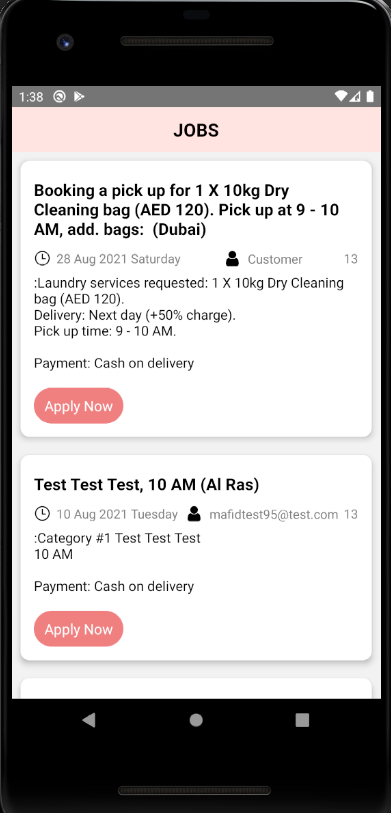 1:38
JOBS
Booking a pick up for 1 X 10kg Dry
Cleaning bag (AED 120). Pick up at 9 - 10
AM, add. bags:  (Dubai)
28 Aug 2021 Saturday Customer 13
:Laundry services requested: 1 X 10kg Dry Cleaning
bag (AED 120).
Delivery: Next day (+50% charge).
Pick up time: 9 - 10 AM.
Payment: Cash on delivery
Apply Now
Test Test Test, 10 AM (Al Ras)
10 Aug 2021 Tuesday mafidtest95@test.com 13
:Category #1 Test Test Test
10 AM
Payment: Cash on delivery
Apply Now